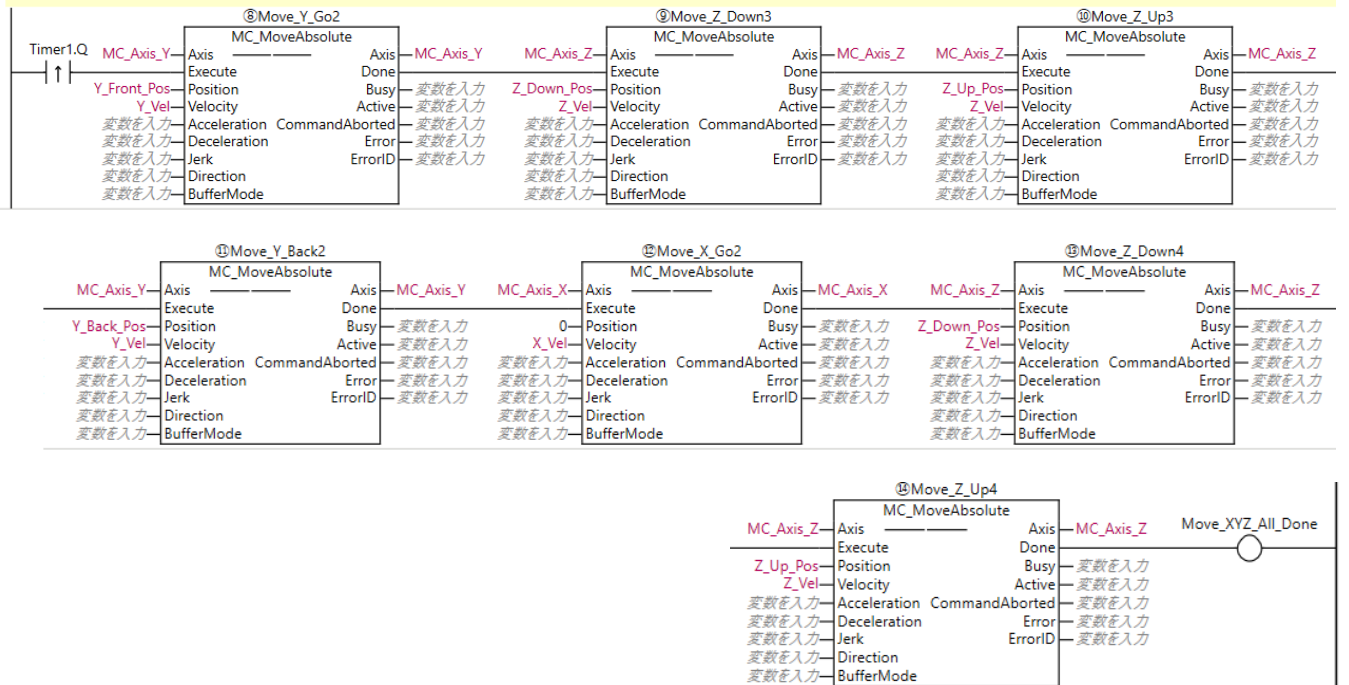 ⑧Move_Y_Go2 ⑨Move_Z_Down3 ⑩Move_Z_Up3
MC_MoveAbsolute MC_MoveAbsolute MC_MoveAbsolute
Timer1.Q MC_Axis_Y Axis Axis MC_Axis_Y MC_Axis_Z Axis Axis MC_Axis_Z MC_Axis_Z Axis Axis MC_Axis_Z
Execute Done Execute Done Execute Done
Y_Front_Pos Position Busy 変数を入力 Z_Down_Pos Position Busy 変数を入力 Z_Up_Pos Position Busy 変数を入力
Y_Vel Velocity Active 変数を入力 Z_Vel Velocity Active 変数を入力 Z_Vel Velocity Active 変数を入力
変数を入力 Acceleration CommandAborted 変数を入力 変数を入力 Acceleration CommandAborted 変数を入力 変数を入力 Acceleration CommandAborted 変数を入力
変数を入力 Deceleration Error 変数を入力 変数を入力 Deceleration Error 変数を入力 変数を入力 Deceleration Error 変数を入力
変数を入力 Jerk ErrorID 変数を入力 変数を入力 Jerk ErrorID 変数を入力 変数を入力 Jerk ErrorID 変数を入力
変数を入力 Direction 変数を入力 Direction 変数を入力 Direction
変数を入力 BufferMode 変数を入力 BufferMode 変数を入力 BufferMode
⑪Move_Y_Back2 ⑫Move_X_Go2 ⑬Move_Z_Down4
MC_MoveAbsolute MC_MoveAbsolute MC_MoveAbsolute
MC_Axis_Y Axis Axis MC_Axis_Y MC_Axis_X Axis Axis MC_Axis_X MC_Axis_Z Axis Axis MC_Axis_Z
Execute Done Execute Done Execute Done
Y_Back_Pos Position Busy 変数を入力 0 Position Busy 変数を入力 Z_Down_Pos Position Busy 変数を入力
Y_Vel Velocity Active 変数を入力 X_Vel Velocity Active 変数を入力 Z_Vel Velocity Active 変数を入力
変数を入力 Acceleration CommandAborted 変数を入力 変数を入力 Acceleration CommandAborted 変数を入力 変数を入力 Acceleration CommandAborted 変数を入力
変数を入力 Deceleration Error 変数を入力 変数を入力 Deceleration Error 変数を入力 変数を入力 Deceleration Error 変数を入力
変数を入力 Jerk ErrorID 変数を入力 変数を入力 Jerk ErrorID 変数を入力 変数を入力 Jerk ErrorID 変数を入力
変数を入力 Direction 変数を入力 Direction 変数を入力 Direction
変数を入力 BufferMode 変数を入力 BufferMode 変数を入力 BufferMode
⑭Move_Z_Up4
MC_MoveAbsolute
MC_Axis_Z Axis Axis MC_Axis_Z Move_XYZ_All_Done
Execute Done
Z_Up_Pos Position Busy 変数を入力
Z_Vel Velocity Active 変数を入力
変数を入力 Acceleration CommandAborted 変数を入力
変数を入力 Deceleration Error 変数を入力
変数を入力 Jerk ErrorID 変数を入力
変数を入力 Direction
変数を入力 BufferMode